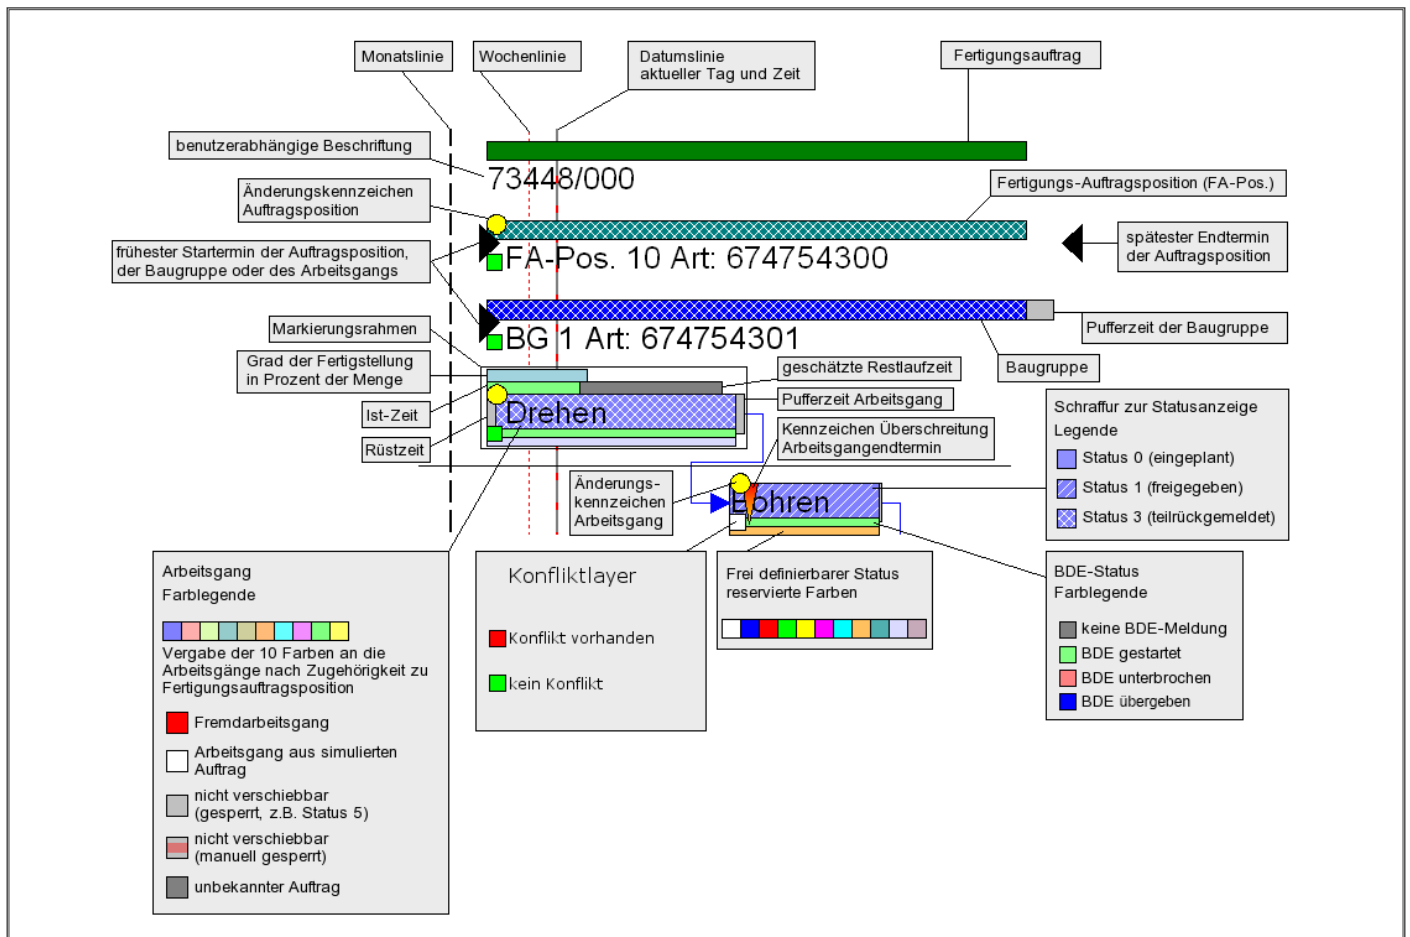 Monatslinie
Wochenlinie
Datumslinie
aktueller Tag und Zeit
Fertigungsauftrag
benutzerabhängige Beschriftung
73448/000
Änderungskennzeichen
Auftragsposition
Fertigungs-Auftragsposition (FA-Pos.)
frühester Startermin der Auftragsposition,
der Baugruppe oder des Arbeitsgangs
FA-Pos. 10 Art: 674754300
spätester Endtermin
der Auftragsposition
Markierungsrahmen
BG 1 Art: 674754301
Pufferzeit der Baugruppe
Grad der Fertigstellung
in Prozent der Menge
geschätzte Restlaufzeit
Baugruppe
Ist-Zeit
Drehen
Pufferzeit Arbeitsgang
Rüstzeit
Kennzeichen Überschreitung
Arbeitsgangendtermin
Schraffur zur Statusanzeige
Legende
Status 0 (eingeplant)
Status 1 (freigegeben)
Status 3 (teilrückgemeldet)
Änderungs-
kennzeichen
Arbeitsgang
Bohren
Arbeitsgang
Farblegende
Vergabe der 10 Farben an die
Arbeitsgänge nach Zugehörigkeit zu
Fertigungsauftragsposition
Fremdarbeitsgang
Arbeitsgang aus simulierten
Auftrag
nicht verschiebbar
(gesperrt, z.B. Status 5)
nicht verschiebbar
(manuell gesperrt)
unbekannter Auftrag
Konfliktlayer
Konflikt vorhanden
kein Konflikt
Frei definierbarer Status
reservierte Farben
BDE-Status
Farblegende
keine BDE-Meldung
BDE gestartet
BDE unterbrochen
BDE übergeben